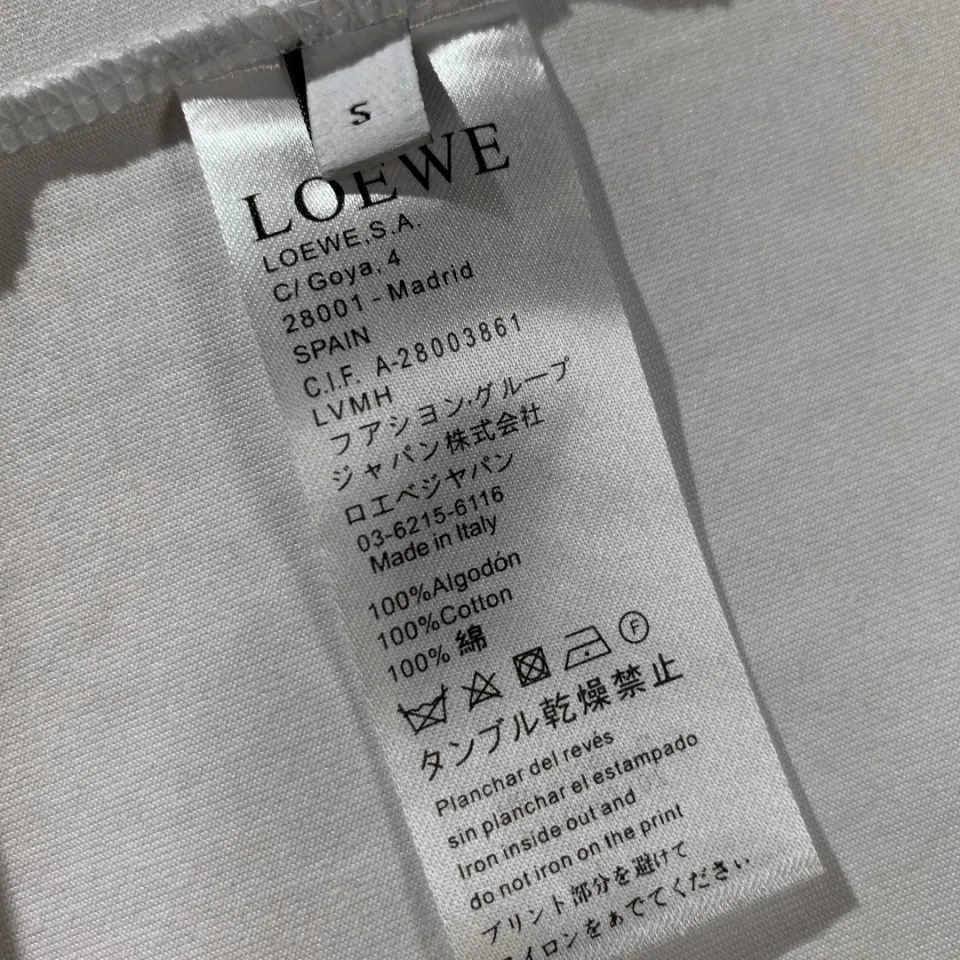 S
LOEWE
LOEWE,S.A.
C/ Goya, 4
28001 - Madrid
SPAIN
C.I.F. A-28003861
LVMH
フアシヨン・グループ
ジャパン株式会社
ロエベジヤパン
03-6215-6116
Made in Italy
100%Algodón
100%Cotton
100% 綿
F
タンブル乾燥禁止
Planchar del revés
sin planchar el estampado
Iron inside out and
do not iron on the print
プリント部分を避けて
イロンをぁでてください